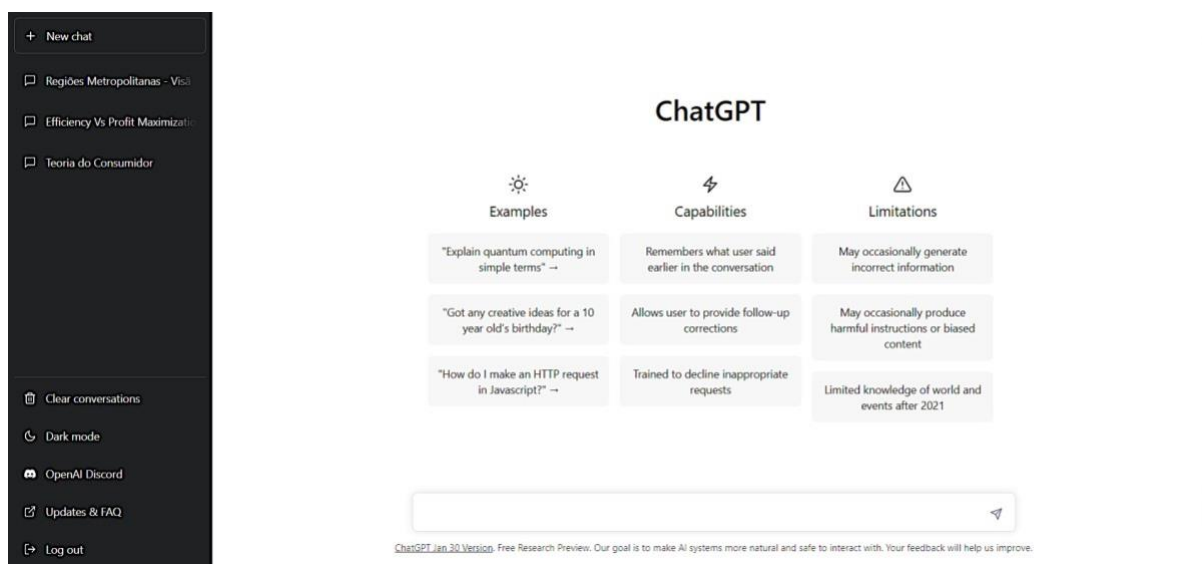 New chat
Regiões Metropolitanas - Visã
Efficiency Vs Profit Maximizatio
Teoria do Consumidor
Clear conversations
Dark mode
OpenAI Discord
Updates & FAQ
Log out
ChatGPT
Examples
"Explain quantum computing in
simple terms" →
"Got any creative ideas for a 10
year old's birthday?" →
"How do I make an HTTP request
in Javascript?" →
Capabilities
Remembers what user said
earlier in the conversation
Allows user to provide follow-up
corrections
Trained to decline inappropriate
requests
Limitations
May occasionally generate
incorrect information
May occasionally produce
harmful instructions or biased
content
Limited knowledge of world and
events after 2021
ChatGPT Jan 30 Version. Free Research Preview. Our goal is to make AI systems more natural and safe to interact with. Your feedback will help us improve.